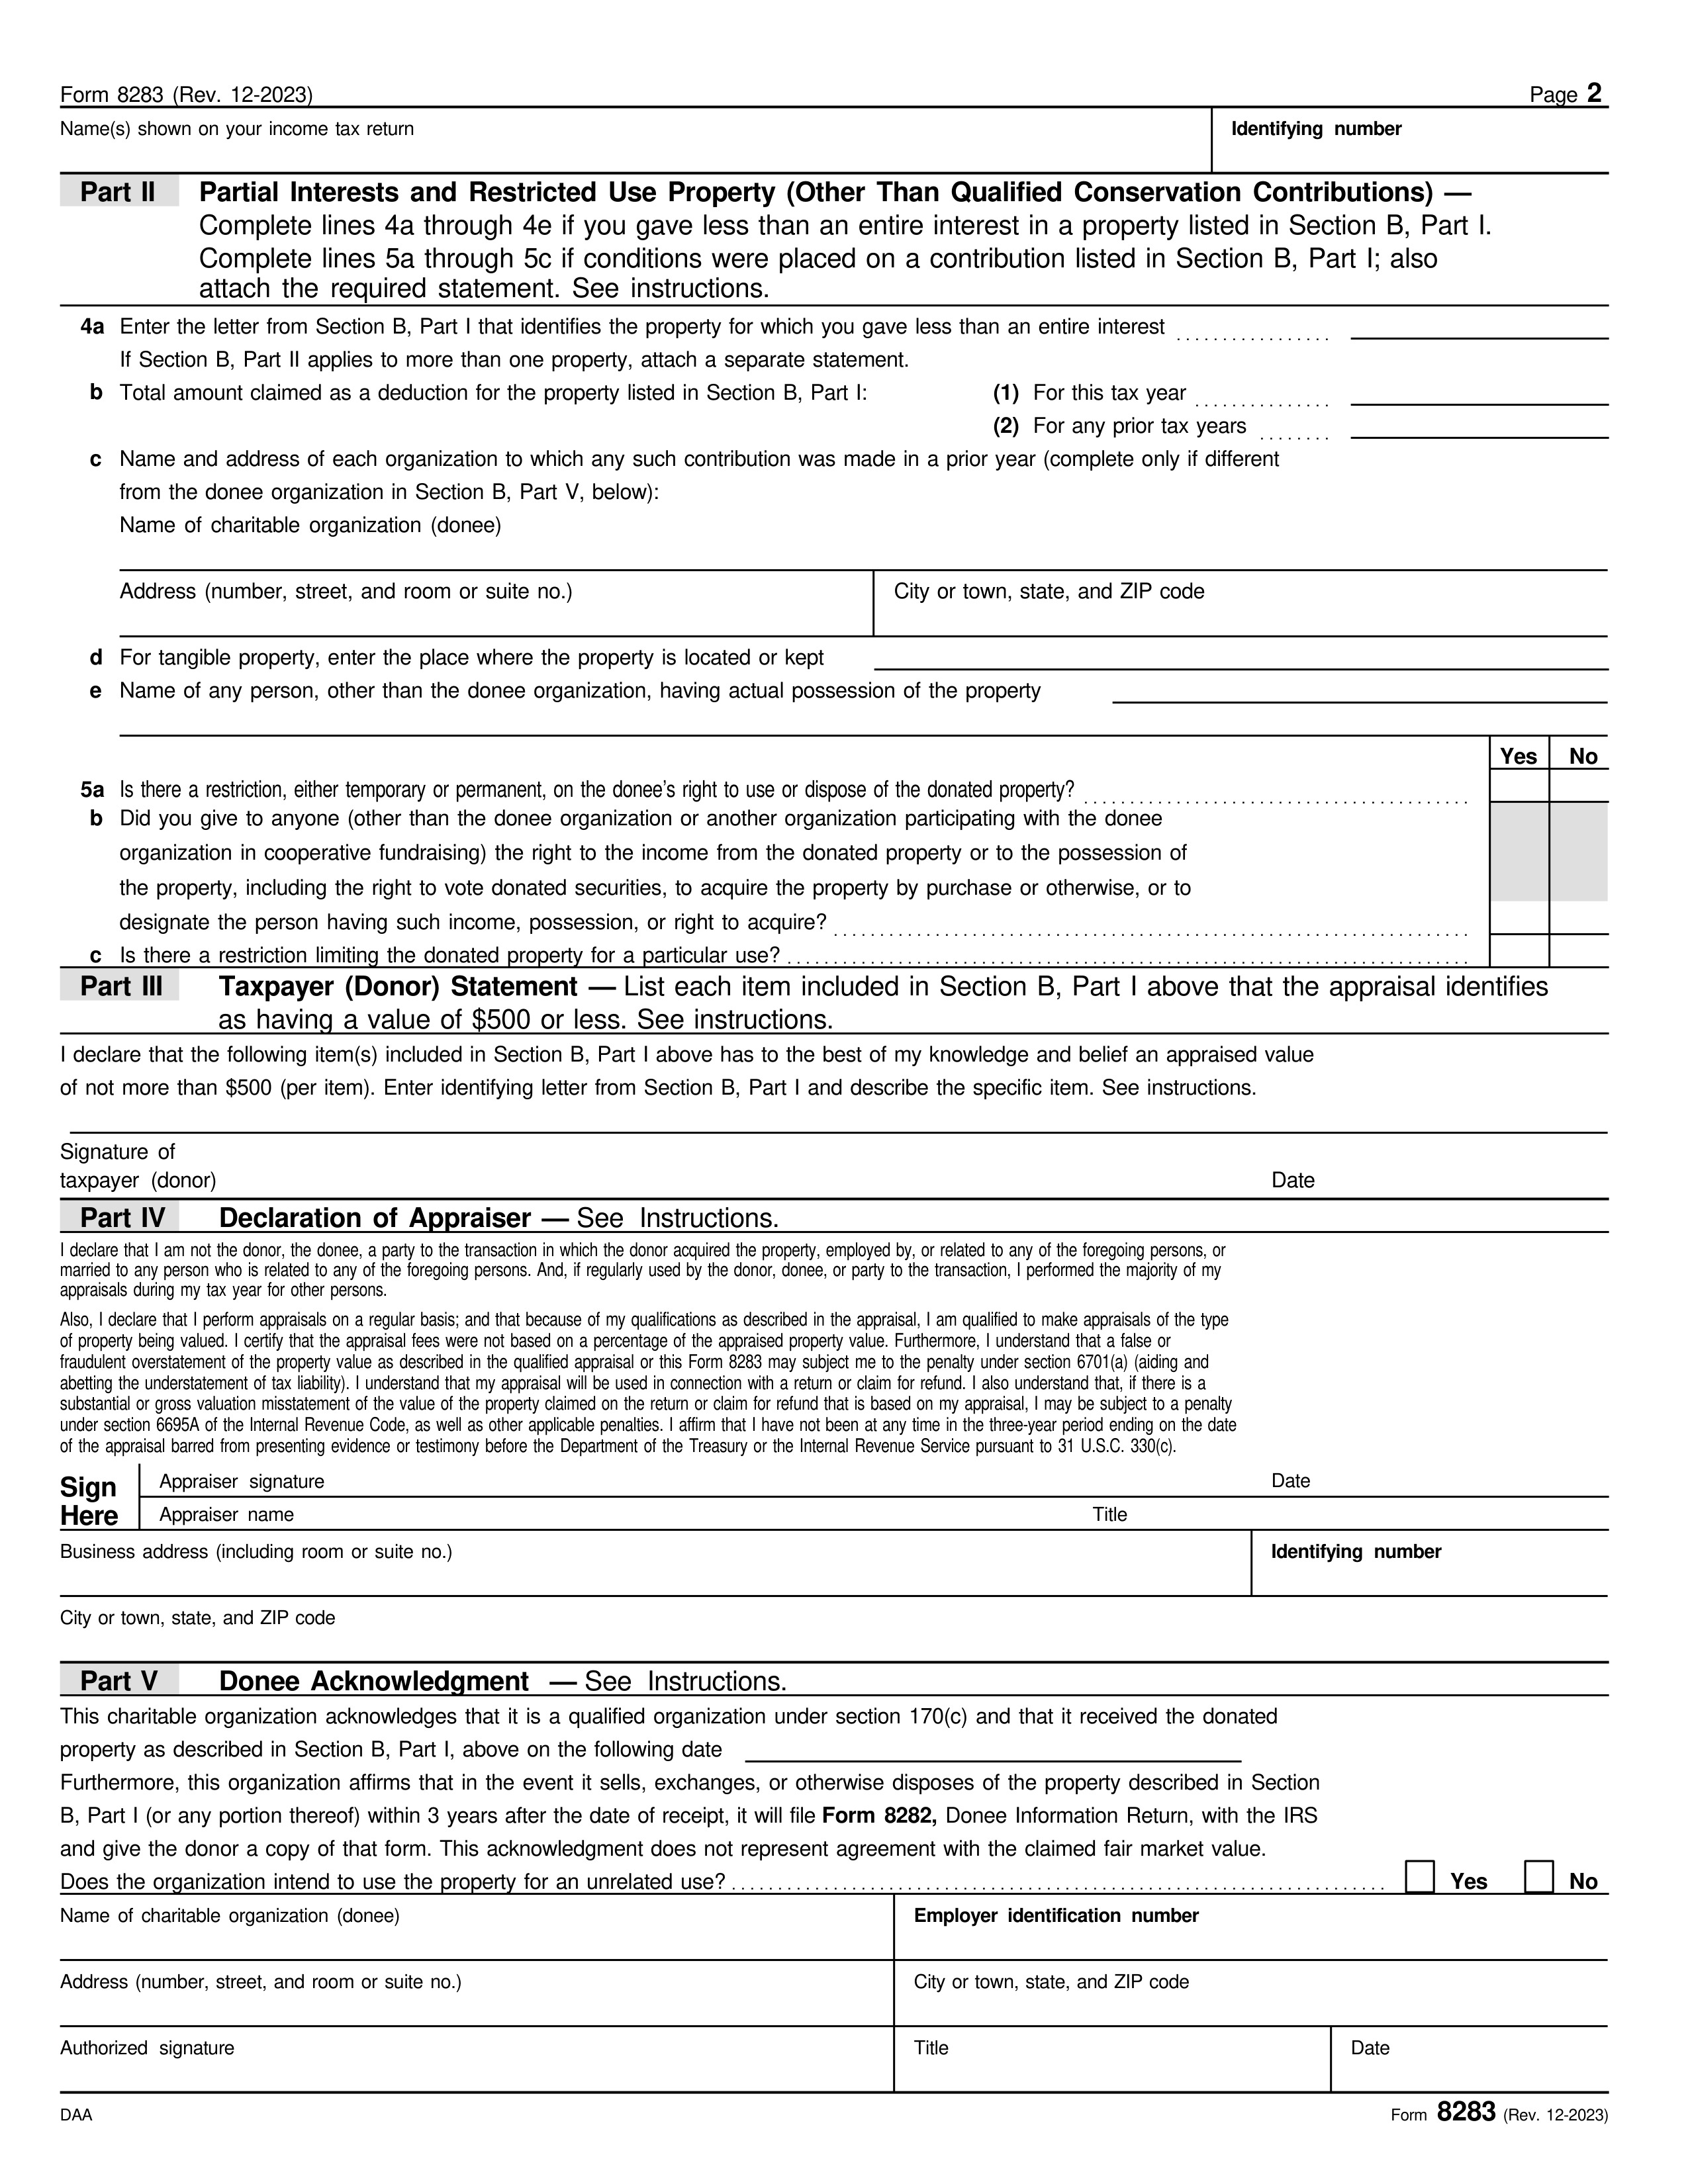 Form 8283 (Rev. 12-2023) Page 2
Name(s) shown on your income tax return Identifying number
Part II Partial Interests and Restricted Use Property (Other Than Qualified Conservation Contributions) —
Complete lines 4a through 4e if you gave less than an entire interest in a property listed in Section B, Part I.
Complete lines 5a through 5c if conditions were placed on a contribution listed in Section B, Part I; also
attach the required statement. See instructions.
4a Enter the letter from Section B, Part I that identifies the property for which you gave less than an entire interest
If Section B, Part II applies to more than one property, attach a separate statement.
b Total amount claimed as a deduction for the property listed in Section B, Part I: (1) For this tax year
(2) For any prior tax years
c Name and address of each organization to which any such contribution was made in a prior year (complete only if different
from the donee organization in Section B, Part V, below):
Name of charitable organization (donee)
Address (number, street, and room or suite no.) City or town, state, and ZIP code
d For tangible property, enter the place where the property is located or kept
e Name of any person, other than the donee organization, having actual possession of the property
Yes No
5a Is there a restriction, either temporary or permanent, on the donee's right to use or dispose of the donated property?
b Did you give to anyone (other than the donee organization or another organization participating with the donee
organization in cooperative fundraising) the right to the income from the donated property or to the possession of
the property, including the right to vote donated securities, to acquire the property by purchase or otherwise, or to
designate the person having such income, possession, or right to acquire?
c Is there a restriction limiting the donated property for a particular use?
Part III Taxpayer (Donor) Statement — List each item included in Section B, Part I above that the appraisal identifies
as having a value of $500 or less. See instructions.
I declare that the following item(s) included in Section B, Part I above has to the best of my knowledge and belief an appraised value
of not more than $500 (per item). Enter identifying letter from Section B, Part I and describe the specific item. See instructions.
Signature of
taxpayer (donor) Date
Part IV Declaration of Appraiser — See Instructions.
I declare that I am not the donor, the donee, a party to the transaction in which the donor acquired the property, employed by, or related to any of the foregoing persons, or
married to any person who is related to any of the foregoing persons. And, if regularly used by the donor, donee, or party to the transaction, I performed the majority of my
appraisals during my tax year for other persons.
Also, I declare that I perform appraisals on a regular basis; and that because of my qualifications as described in the appraisal, I am qualified to make appraisals of the type
of property being valued. I certify that the appraisal fees were not based on a percentage of the appraised property value. Furthermore, I understand that a false or
fraudulent overstatement of the property value as described in the qualified appraisal or this Form 8283 may subject me to the penalty under section 6701(a) (aiding and
abetting the understatement of tax liability). I understand that my appraisal will be used in connection with a return or claim for refund. I also understand that, if there is a
substantial or gross valuation misstatement of the value of the property claimed on the return or claim for refund that is based on my appraisal, I may be subject to a penalty
under section 6695A of the Internal Revenue Code, as well as other applicable penalties. I affirm that I have not been at any time in the three-year period ending on the date
of the appraisal barred from presenting evidence or testimony before the Department of the Treasury or the Internal Revenue Service pursuant to 31 U.S.C. 330(c).
Sign Appraiser signature Date
Here Appraiser name Title
Business address (including room or suite no.) Identifying number
City or town, state, and ZIP code
Part V Donee Acknowledgment — See Instructions.
This charitable organization acknowledges that it is a qualified organization under section 170(c) and that it received the donated
property as described in Section B, Part I, above on the following date
Furthermore, this organization affirms that in the event it sells, exchanges, or otherwise disposes of the property described in Section
B, Part I (or any portion thereof) within 3 years after the date of receipt, it will file Form 8282, Donee Information Return, with the IRS
and give the donor a copy of that form. This acknowledgment does not represent agreement with the claimed fair market value.
Does the organization intend to use the property for an unrelated use? Yes No
Name of charitable organization (donee) Employer identification number
Address (number, street, and room or suite no.) City or town, state, and ZIP code
Authorized signature Title Date
DAA Form 8283 (Rev. 12-2023)